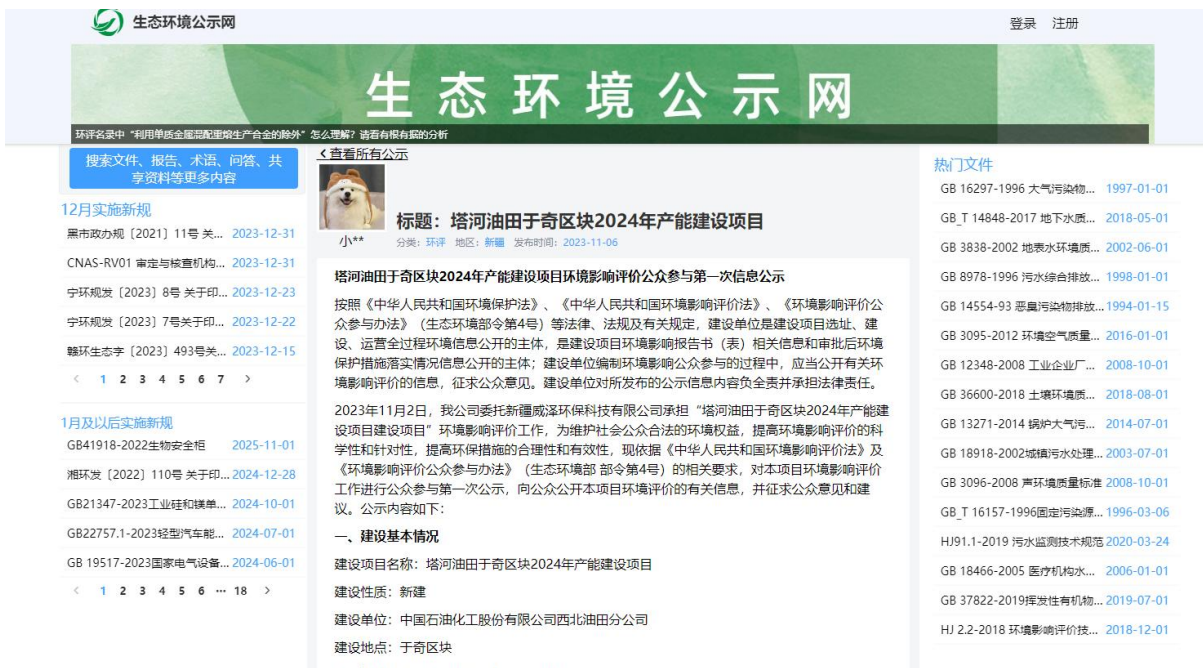 生态环境公示网
登录 注册
生态环境公示网
环评名录中“利用单质金属混配重熔生产合金的除外”怎么理解？请看有根有据的分析
搜索文件、报告、术语、问答、共
享资料等更多内容
12月实施新规
黑市政办规〔2021〕11号 关... 2023-12-31
CNAS-RV01 审定与核查机构... 2023-12-31
宁环规发〔2023〕8号 关于印... 2023-12-23
宁环规发〔2023〕7号关于印... 2023-12-22
赣环生态字〔2023〕493号关... 2023-12-15
< 1 2 3 4 5 6 7 >
1月及以后实施新规
GB41918-2022生物安全柜 2025-11-01
湘环发〔2022〕110号 关于印... 2024-12-28
GB21347-2023工业硅和镁单... 2024-10-01
GB22757.1-2023轻型汽车能... 2024-07-01
GB 19517-2023国家电气设备... 2024-06-01
< 1 2 3 4 5 6 ··· 18 >
<查看所有公示
小**
标题：塔河油田于奇区块2024年产能建设项目
分类：环评 地区：新疆 发布时间：2023-11-06
塔河油田于奇区块2024年产能建设项目环境影响评价公众参与第一次信息公示
按照《中华人民共和国环境保护法》、《中华人民共和国环境影响评价法》、《环境影响评价公
众参与办法》（生态环境部令第4号）等法律、法规及有关规定，建设单位是建设项目选址、建
设、运营全过程环境信息公开的主体，是建设项目环境影响报告书（表）相关信息和审批后环境
保护措施落实情况信息公开的主体；建设单位编制环境影响公众参与的过程中，应当公开有关环
境影响评价的信息，征求公众意见。建设单位对所发布的公示信息内容负全责并承担法律责任。
2023年11月2日，我公司委托新疆威泽环保科技有限公司承担“塔河油田于奇区块2024年产能建
设项目建设项目”环境影响评价工作，为维护社会公众合法的环境权益，提高环境影响评价的科
学性和针对性，提高环保措施的合理性和有效性，现依据《中华人民共和国环境影响评价法》及
《环境影响评价公众参与办法》（生态环境部 部令第4号）的相关要求，对本项目环境影响评价
工作进行公众参与第一次公示，向公众公开本项目环境评价的有关信息，并征求公众意见和建
议。公示内容如下：
一、建设基本情况
建设项目名称：塔河油田于奇区块2024年产能建设项目
建设性质：新建
建设单位：中国石油化工股份有限公司西北油田分公司
建设地点：于奇区块
热门文件
GB 16297-1996 大气污染物... 1997-01-01
GB_T 14848-2017 地下水质... 2018-05-01
GB 3838-2002 地表水环境质... 2002-06-01
GB 8978-1996 污水综合排放... 1998-01-01
GB 14554-93 恶臭污染物排放... 1994-01-15
GB 3095-2012 环境空气质量... 2016-01-01
GB 12348-2008 工业企业厂... 2008-10-01
GB 36600-2018 土壤环境质... 2018-08-01
GB 13271-2014 锅炉大气污... 2014-07-01
GB 18918-2002城镇污水处理... 2003-07-01
GB 3096-2008 声环境质量标准 2008-10-01
GB_T 16157-1996固定污染源... 1996-03-06
HJ91.1-2019 污水监测技术规范 2020-03-24
GB 18466-2005 医疗机构水... 2006-01-01
GB 37822-2019挥发性有机物... 2019-07-01
HJ 2.2-2018 环境影响评价技... 2018-12-01